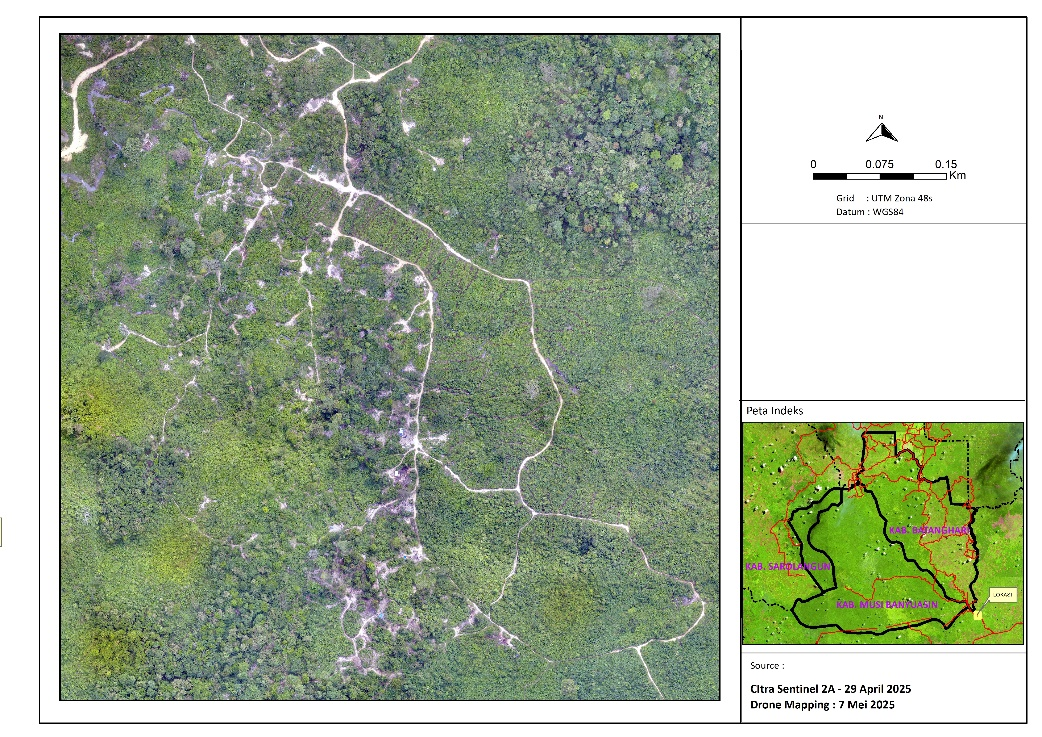 N
0 0.075 0.15
Km
Grid : UTM Zona 48s
Datum : WGS84
Peta Indeks
KAB. BATANGHARI
KAB. SAROLANGUN
LOKASI
KAB. MUSI BANYUASIN
Source :
CItra Sentinel 2A - 29 April 2025
Drone Mapping : 7 Mei 2025